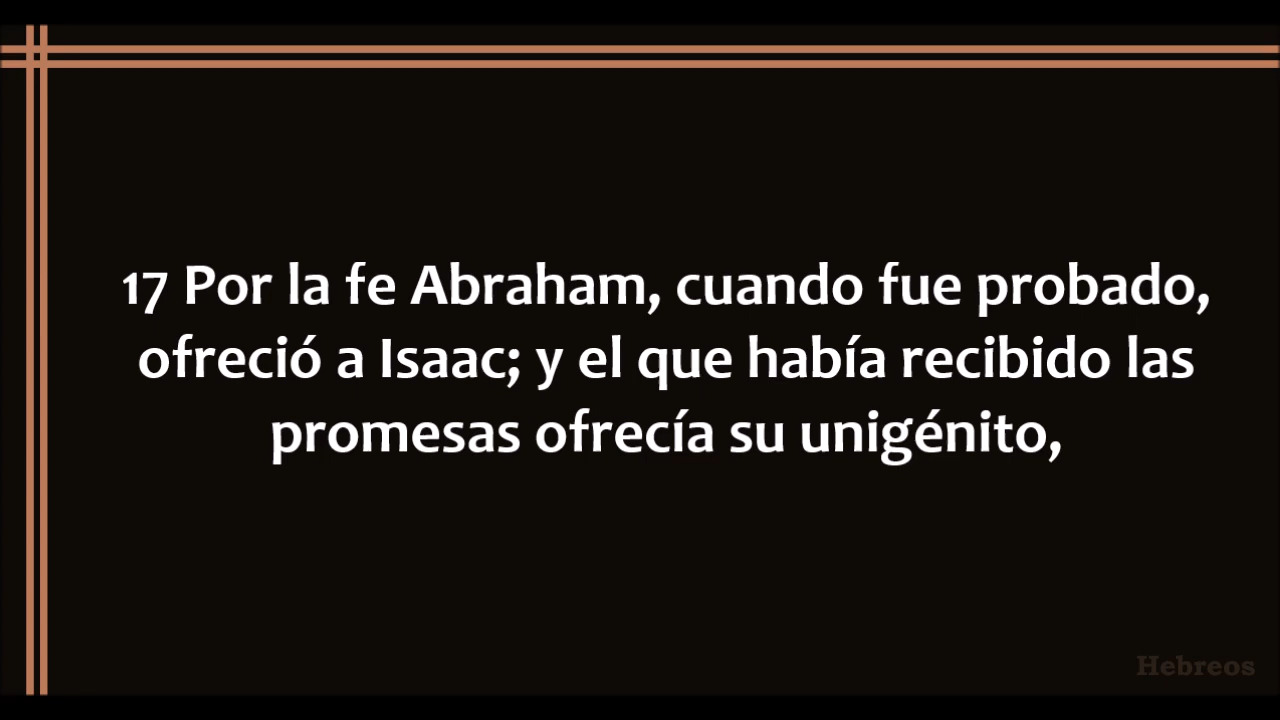 17 Por la fe Abraham, cuando fue probado,
ofreció a Isaac; y el que había recibido las
promesas ofrecía su unigénito,
Hebreos